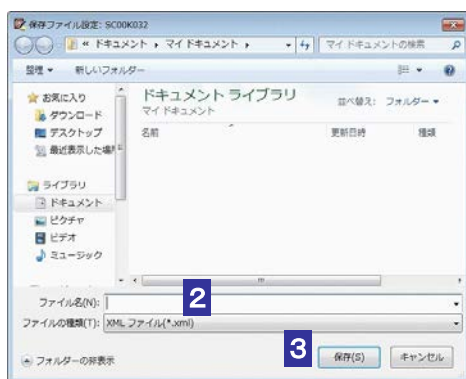 保存ファイル設定: SC00K032
« ドキュメント ▸ マイ ドキュメント ▸
マイ ドキュメントの検索
整理 ▾ 新しいフォルダー
お気に入り
ダウンロード
デスクトップ
最近表示した場
ライブラリ
ドキュメント
ピクチャ
ビデオ
ミュージック
ドキュメント ライブラリ
マイ ドキュメント
並べ替え: フォルダー ▾
名前 更新日時 種類
ファイル名(N): 2
ファイルの種類(T): XML ファイル(*.xml)
フォルダーの非表示
3 保存(S) キャンセル